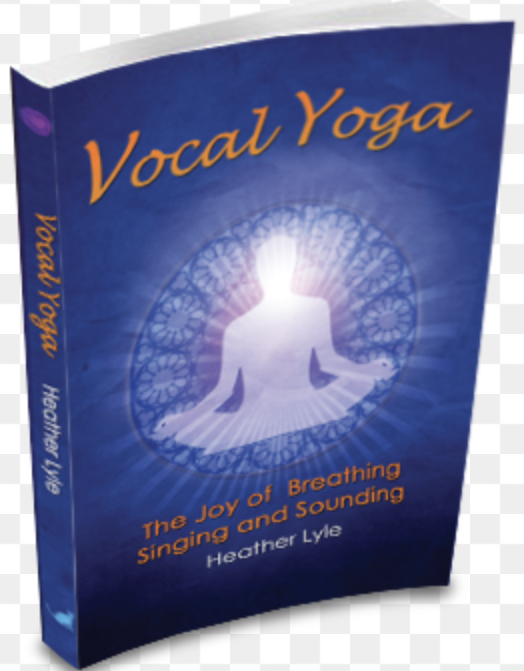 Vocal Yoga
The Joy of Breathing
Singing and Sounding
Heather Lyle
Vocal Yoga Heather Lyle